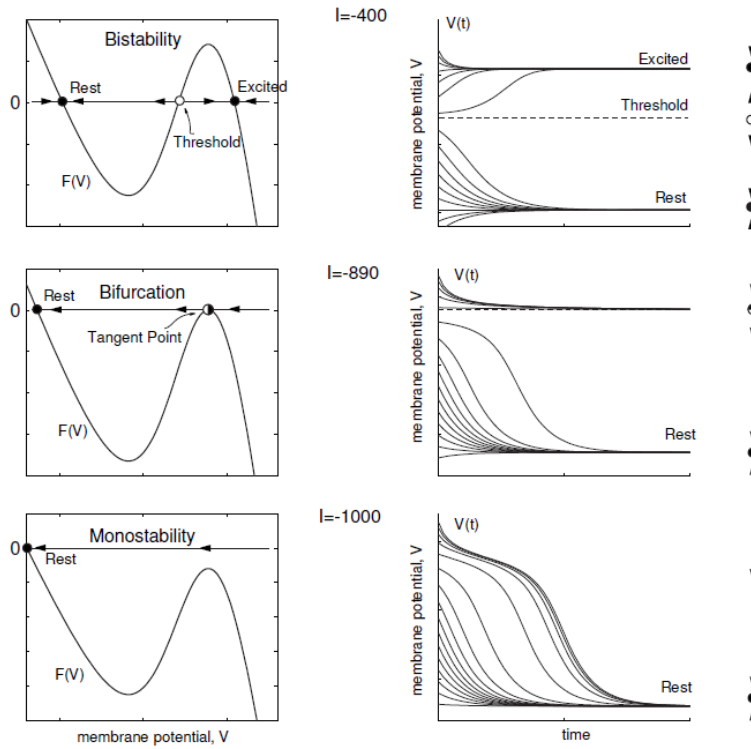 I=-400
Bistability
Rest
Excited
0
Threshold
F(V)
V(t)
Excited
Threshold
Rest
membrane potential, V
I=-890
Rest
Bifurcation
0
Tangent Point
F(V)
V(t)
Rest
membrane potential, V
I=-1000
Monostability
0
Rest
F(V)
membrane potential, V
V(t)
Rest
membrane potential, V
time